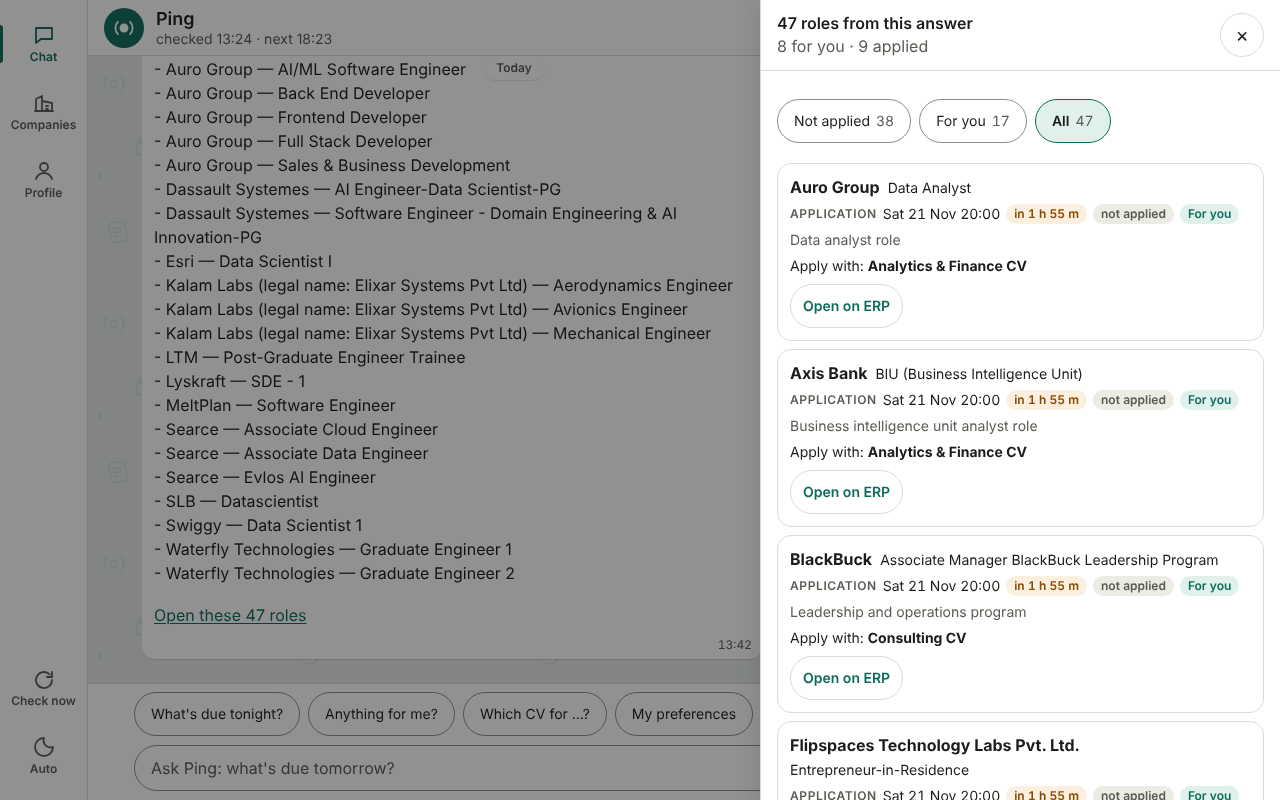 Chat
Companies
Profile
Check now
Auto
Ping
checked 13:24 · next 18:23
Today
- Auro Group — AI/ML Software Engineer
- Auro Group — Back End Developer
- Auro Group — Frontend Developer
- Auro Group — Full Stack Developer
- Auro Group — Sales & Business Development
- Dassault Systemes — AI Engineer-Data Scientist-PG
- Dassault Systemes — Software Engineer - Domain Engineering & AI
Innovation-PG
- Esri — Data Scientist I
- Kalam Labs (legal name: Elixar Systems Pvt Ltd) — Aerodynamics Engineer
- Kalam Labs (legal name: Elixar Systems Pvt Ltd) — Avionics Engineer
- Kalam Labs (legal name: Elixar Systems Pvt Ltd) — Mechanical Engineer
- LTM — Post-Graduate Engineer Trainee
- Lyskraft — SDE - 1
- MeltPlan — Software Engineer
- Searce — Associate Cloud Engineer
- Searce — Associate Data Engineer
- Searce — Evlos AI Engineer
- SLB — Datascientist
- Swiggy — Data Scientist 1
- Waterfly Technologies — Graduate Engineer 1
- Waterfly Technologies — Graduate Engineer 2
Open these 47 roles
13:42
What's due tonight?
Anything for me?
Which CV for ...?
My preferences
Ask Ping: what's due tomorrow?
47 roles from this answer
8 for you · 9 applied
Not applied 38
For you 17
All 47
Auro Group Data Analyst
APPLICATION Sat 21 Nov 20:00 in 1 h 55 m not applied For you
Data analyst role
Apply with: Analytics & Finance CV
Open on ERP
Axis Bank BIU (Business Intelligence Unit)
APPLICATION Sat 21 Nov 20:00 in 1 h 55 m not applied For you
Business intelligence unit analyst role
Apply with: Analytics & Finance CV
Open on ERP
BlackBuck Associate Manager BlackBuck Leadership Program
APPLICATION Sat 21 Nov 20:00 in 1 h 55 m not applied For you
Leadership and operations program
Apply with: Consulting CV
Open on ERP
Flipspaces Technology Labs Pvt. Ltd.
Entrepreneur-in-Residence
APPLICATION Sat 21 Nov 20:00 in 1 h 55 m not applied For you